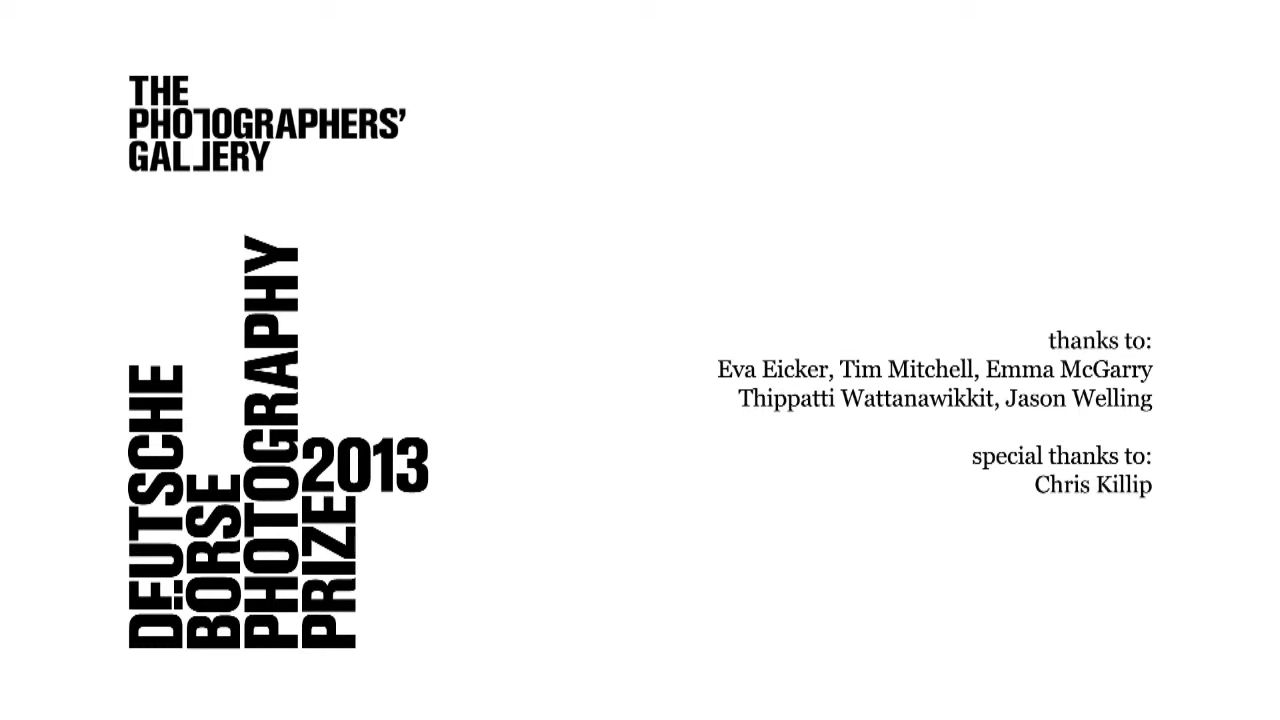 THE
PHOTOGRAPHERS’
GALLERY
DEUTSCHE
BÖRSE
PHOTOGRAPHY
PRIZE 2013
thanks to:
Eva Eicker, Tim Mitchell, Emma McGarry
Thippatti Wattanawikkit, Jason Welling
special thanks to:
Chris Killip